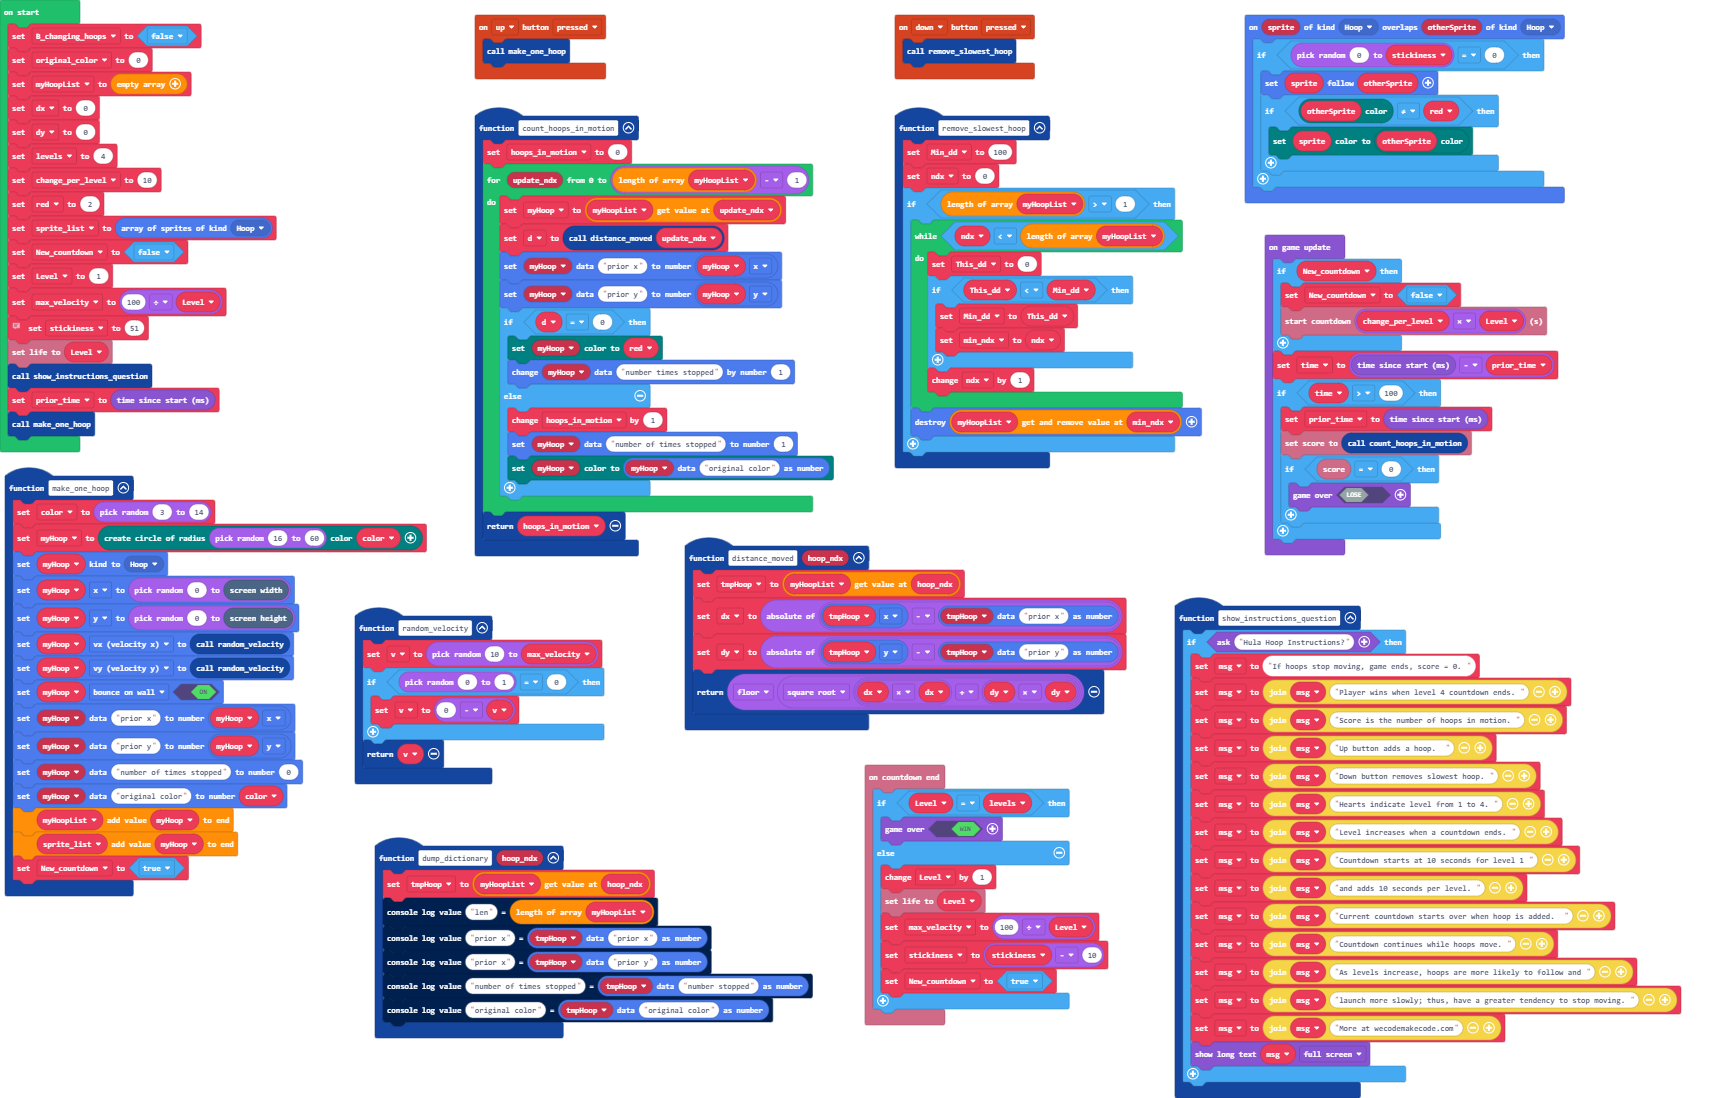 on start
set B_changing_hoops to false
set original_color to 0
set myHoopList to empty array
set dx to 0
set dy to 0
set levels to 4
set change_per_level to 10
set red to 2
set sprite_list to array of sprites of kind Hoop
set New_countdown to false
set Level to 1
set max_velocity to 100 ÷ Level
set stickiness to 51
set life to Level
call show_instructions_question
set prior_time to time since start (ms)
call make_one_hoop
function make_one_hoop
set color to pick random 3 to 14
set myHoop to create circle of radius pick random 16 to 60 color color
set myHoop kind to Hoop
set myHoop x to pick random 0 to screen width
set myHoop y to pick random 0 to screen height
set myHoop vx (velocity x) to call random_velocity
set myHoop vy (velocity y) to call random_velocity
set myHoop bounce on wall ON
set myHoop data "prior x" to number myHoop x
set myHoop data "prior y" to number myHoop y
set myHoop data "number of times stopped" to number 0
set myHoop data "original color" to number color
myHoopList add value myHoop to end
sprite_list add value myHoop to end
set New_countdown to true
on up button pressed
call make_one_hoop
function count_hoops_in_motion
set hoops_in_motion to 0
for update_ndx from 0 to length of array myHoopList - 1
do
set myHoop to myHoopList get value at update_ndx
set d to call distance_moved update_ndx
set myHoop data "prior x" to number myHoop x
set myHoop data "prior y" to number myHoop y
if d = 0 then
set myHoop color to red
change myHoop data "number times stopped" by number 1
else
change hoops_in_motion by 1
set myHoop data "number of times stopped" to number 1
set myHoop color to myHoop data "original color" as number
return hoops_in_motion
function random_velocity
set v to pick random 10 to max_velocity
if pick random 0 to 1 = 0 then
set v to 0 - v
return v
function dump_dictionary hoop_ndx
set tmpHoop to myHoopList get value at hoop_ndx
console log value "len" = length of array myHoopList
console log value "prior x" = tmpHoop data "prior x" as number
console log value "prior x" = tmpHoop data "prior y" as number
console log value "number of times stopped" = tmpHoop data "number stopped" as number
console log value "original color" = tmpHoop data "original color" as number
function distance_moved hoop_ndx
set tmpHoop to myHoopList get value at hoop_ndx
set dx to absolute of tmpHoop x - tmpHoop data "prior x" as number
set dy to absolute of tmpHoop y - tmpHoop data "prior y" as number
return floor square root dx × dx + dy × dy
on down button pressed
call remove_slowest_hoop
function remove_slowest_hoop
set Min_dd to 100
set ndx to 0
if length of array myHoopList > 1 then
while ndx < length of array myHoopList
do
set This_dd to 0
if This_dd < Min_dd then
set Min_dd to This_dd
set min_ndx to ndx
change ndx by 1
destroy myHoopList get and remove value at min_ndx
on countdown end
if Level = levels then
game over WIN
else
change Level by 1
set life to Level
set max_velocity to 100 ÷ Level
set stickiness to stickiness - 10
set New_countdown to true
on sprite of kind Hoop overlaps otherSprite of kind Hoop
if pick random 0 to stickiness = 0 then
set sprite follow otherSprite
if otherSprite color ≠ red then
set sprite color to otherSprite color
on game update
if New_countdown then
set New_countdown to false
start countdown change_per_level × Level (s)
set time to time since start (ms) - prior_time
if time > 100 then
set prior_time to time since start (ms)
set score to call count_hoops_in_motion
if score = 0 then
game over LOSE
function show_instructions_question
if ask "Hula Hoop Instructions?" then
set msg to "If hoops stop moving, game ends, score = 0. "
set msg to join msg "Player wins when level 4 countdown ends. "
set msg to join msg "Score is the number of hoops in motion. "
set msg to join msg "Up button adds a hoop. "
set msg to join msg "Down button removes slowest hoop. "
set msg to join msg "Hearts indicate level from 1 to 4. "
set msg to join msg "Level increases when a countdown ends. "
set msg to join msg "Countdown starts at 10 seconds for level 1 "
set msg to join msg "and adds 10 seconds per level. "
set msg to join msg "Current countdown starts over when hoop is added. "
set msg to join msg "Countdown continues while hoops move. "
set msg to join msg "As levels increase, hoops are more likely to follow and "
set msg to join msg "launch more slowly; thus, have a greater tendency to stop moving. "
set msg to join msg "More at wecodemakecode.com"
show long text msg full screen